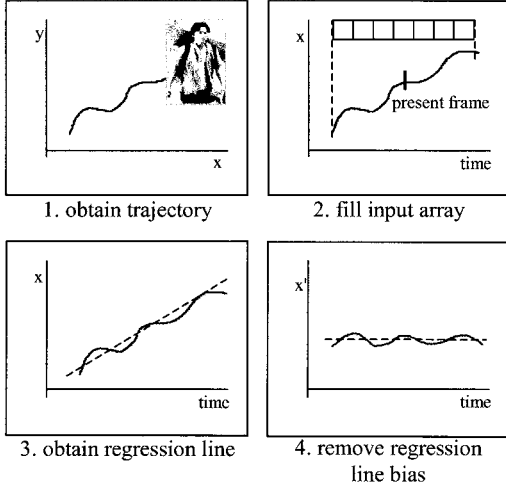 y
x
1. obtain trajectory
x
present frame
time
2. fill input array
x
time
3. obtain regression line
x'
time
4. remove regression
line bias